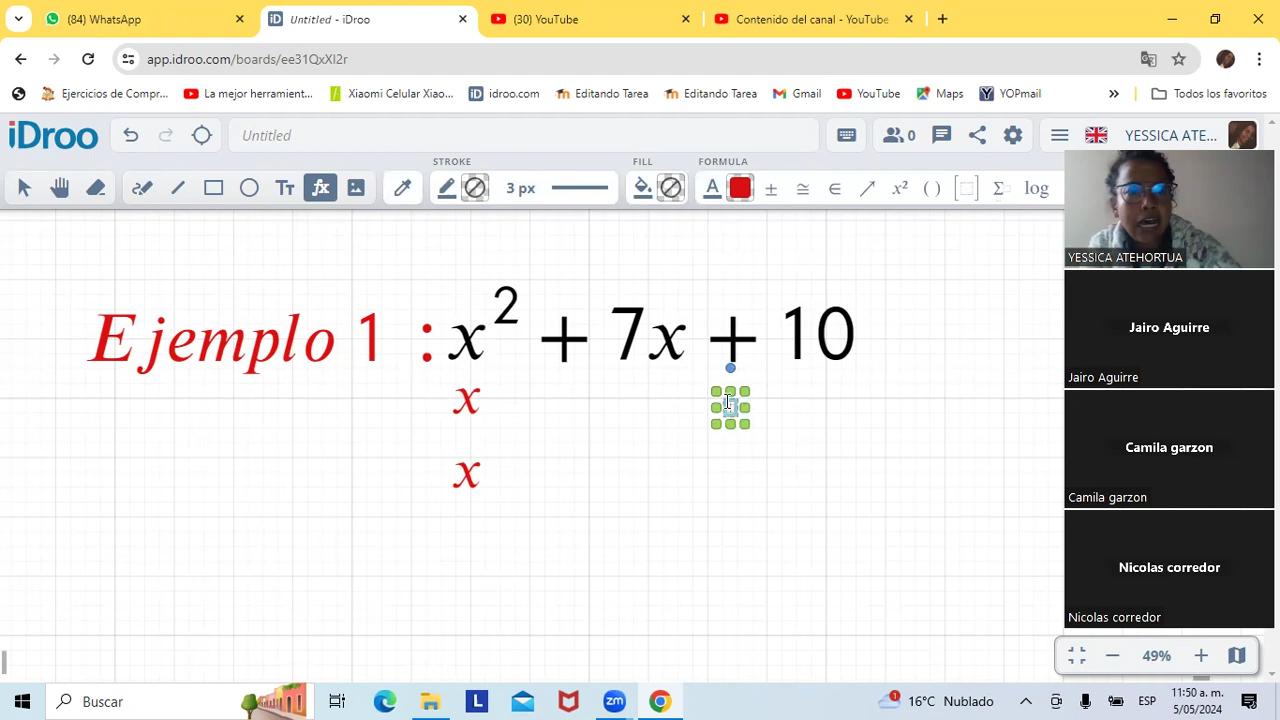 (84) WhatsApp
Untitled - iDroo
(30) YouTube
Contenido del canal - YouTube
app.idroo.com/boards/ee31QxXI2r
Ejercicios de Compr...
La mejor herramient...
Xiaomi Celular Xiao...
idroo.com
Editando Tarea
Editando Tarea
Gmail
YouTube
Maps
YOPmail
Todos los favoritos
iDroo
Untitled
0
YESSICA ATE...
STROKE
FILL
FORMULA
3 px
log
YESSICA ATEHORTUA
Jairo Aguirre
Jairo Aguirre
Camila garzon
Camila garzon
Nicolas corredor
Nicolas corredor
Ejemplo 1 : x² + 7x + 10
x
x
49%
Buscar
16°C Nublado
ESP
11:50 a. m.
5/05/2024